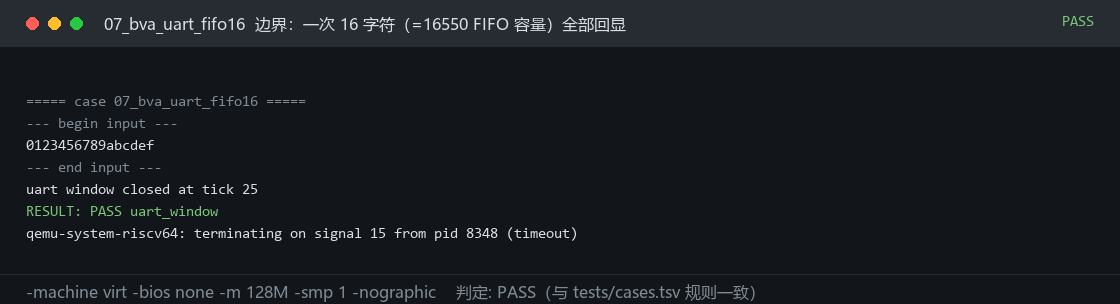 07_bva_uart_fifo16 边界：一次 16 字符（=16550 FIFO 容量）全部回显 PASS
===== case 07_bva_uart_fifo16 =====
--- begin input ---
0123456789abcdef
--- end input ---
uart window closed at tick 25
RESULT: PASS uart_window
qemu-system-riscv64: terminating on signal 15 from pid 8348 (timeout)
-machine virt -bios none -m 128M -smp 1 -nographic 判定: PASS（与 tests/cases.tsv 规则一致）